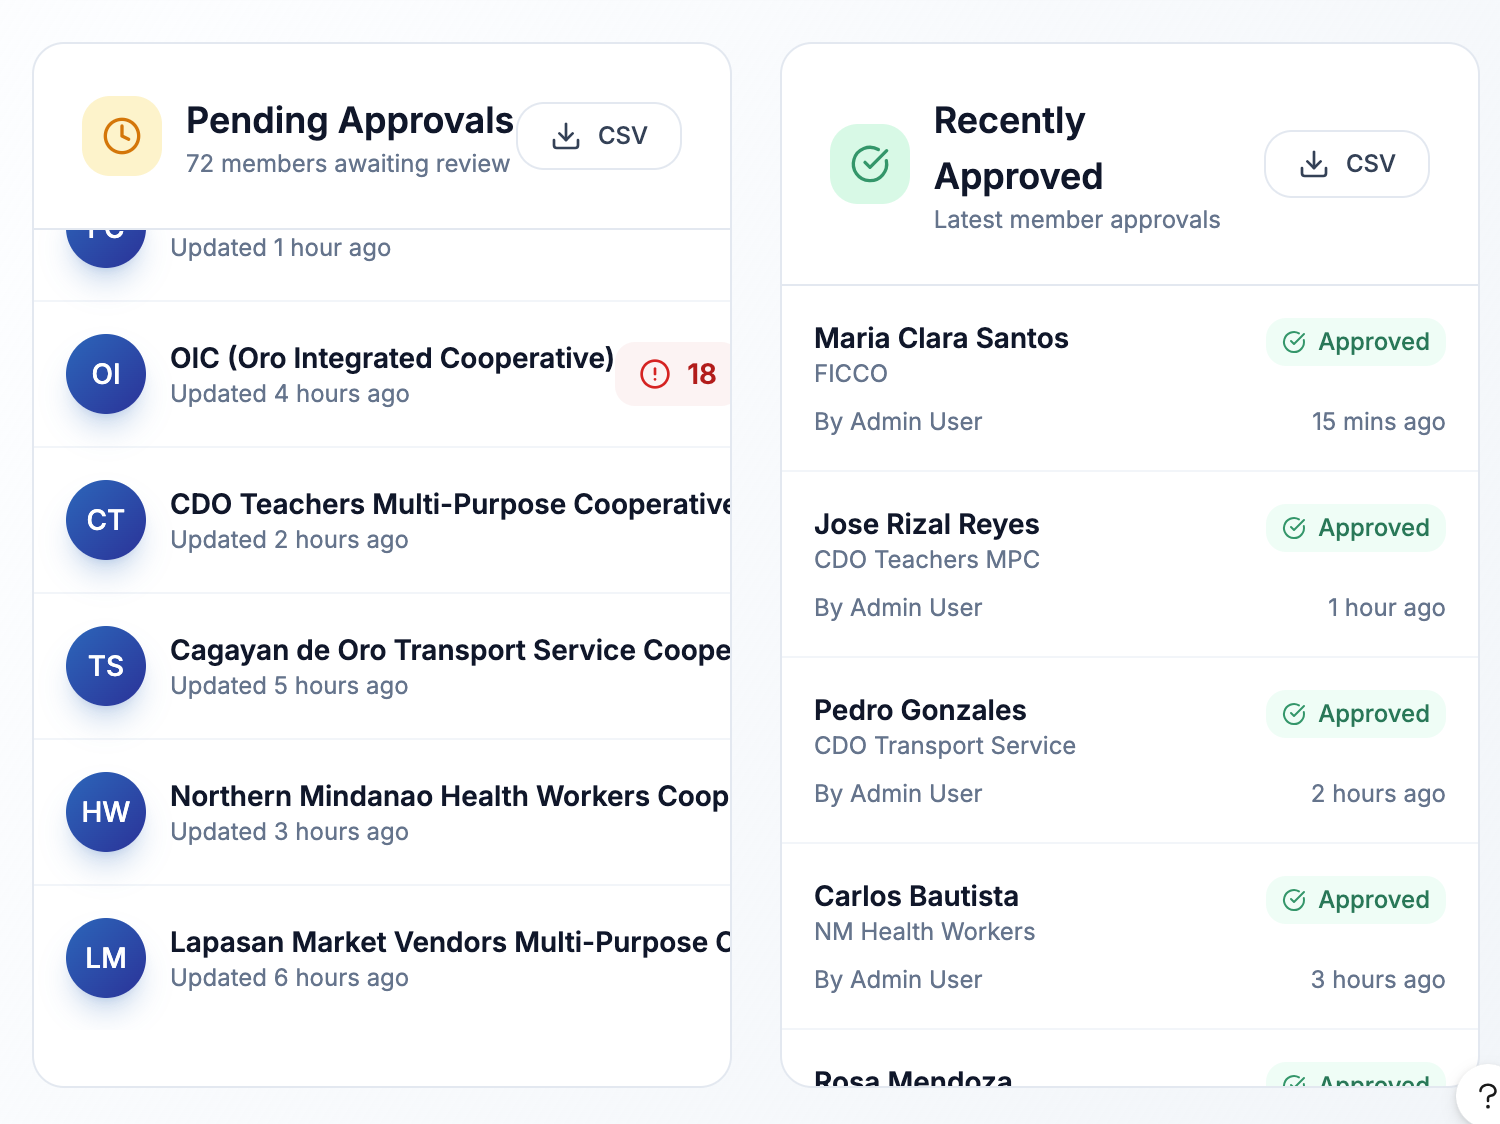 Pending Approvals
72 members awaiting review
CSV
Updated 1 hour ago
OI
OIC (Oro Integrated Cooperative)
Updated 4 hours ago
18
CT
CDO Teachers Multi-Purpose Cooperative
Updated 2 hours ago
TS
Cagayan de Oro Transport Service Coope
Updated 5 hours ago
HW
Northern Mindanao Health Workers Coop
Updated 3 hours ago
LM
Lapasan Market Vendors Multi-Purpose C
Updated 6 hours ago
Recently
Approved
Latest member approvals
CSV
Maria Clara Santos
Approved
FICCO
By Admin User
15 mins ago
Jose Rizal Reyes
Approved
CDO Teachers MPC
By Admin User
1 hour ago
Pedro Gonzales
Approved
CDO Transport Service
By Admin User
2 hours ago
Carlos Bautista
Approved
NM Health Workers
By Admin User
3 hours ago
Rosa Mendoza
Approved
?